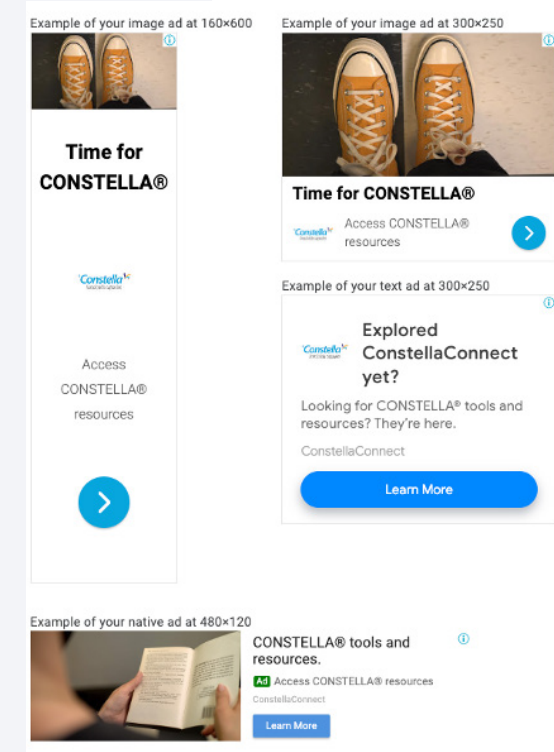 Example of your image ad at 160×600
Time for
CONSTELLA®
Constella
Access
CONSTELLA®
resources
Example of your image ad at 300×250
Time for CONSTELLA®
Constella
Access CONSTELLA®
resources
Example of your text ad at 300×250
Explored
ConstellaConnect
yet?
Constella
Looking for CONSTELLA® tools and
resources? They're here.
ConstellaConnect
Learn More
Example of your native ad at 480×120
CONSTELLA® tools and
resources.
Ad Access CONSTELLA® resources
ConstellaConnect
Learn More